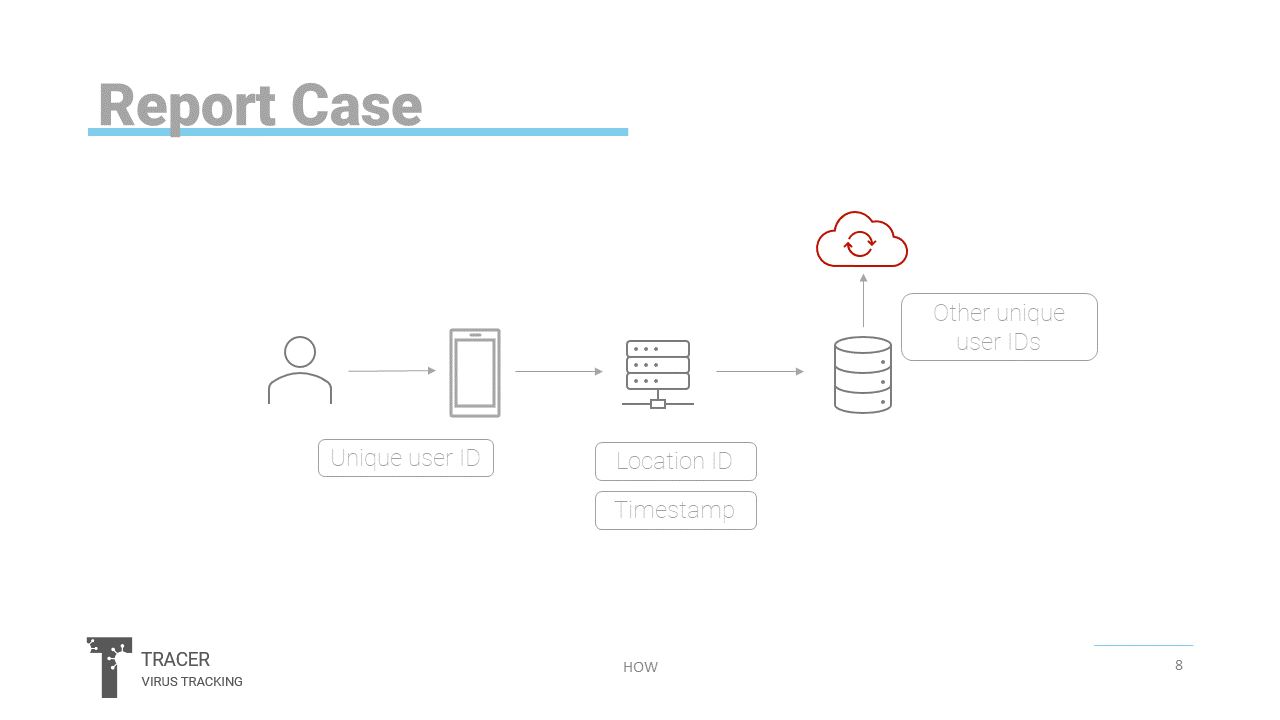 Report Case
Other unique
user IDs
Unique user ID
Location ID
Timestamp
TRACER
VIRUS TRACKING
HOW
8